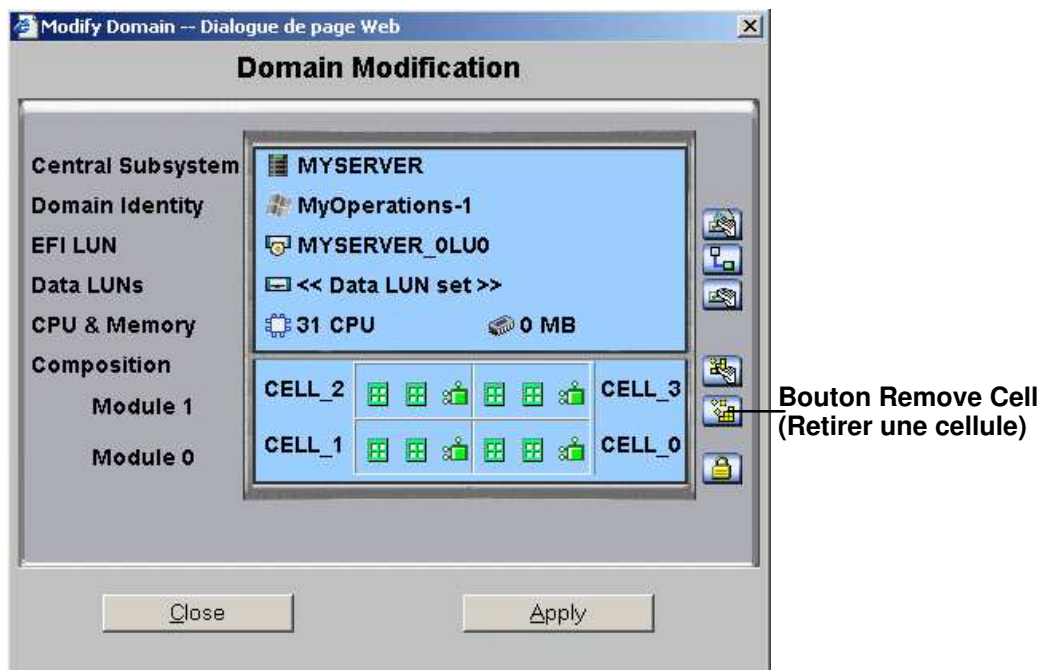 Modify Domain -- Dialogue de page Web
Domain Modification
Central Subsystem MYSERVER
Domain Identity MyOperations-1
EFI LUN MYSERVER_0LU0
Data LUNs << Data LUN set >>
CPU & Memory 31 CPU 0 MB
Composition
CELL_2 CELL_3
Module 1
CELL_1 CELL_0
Module 0
Bouton Remove Cell
(Retirer une cellule)
Close Apply